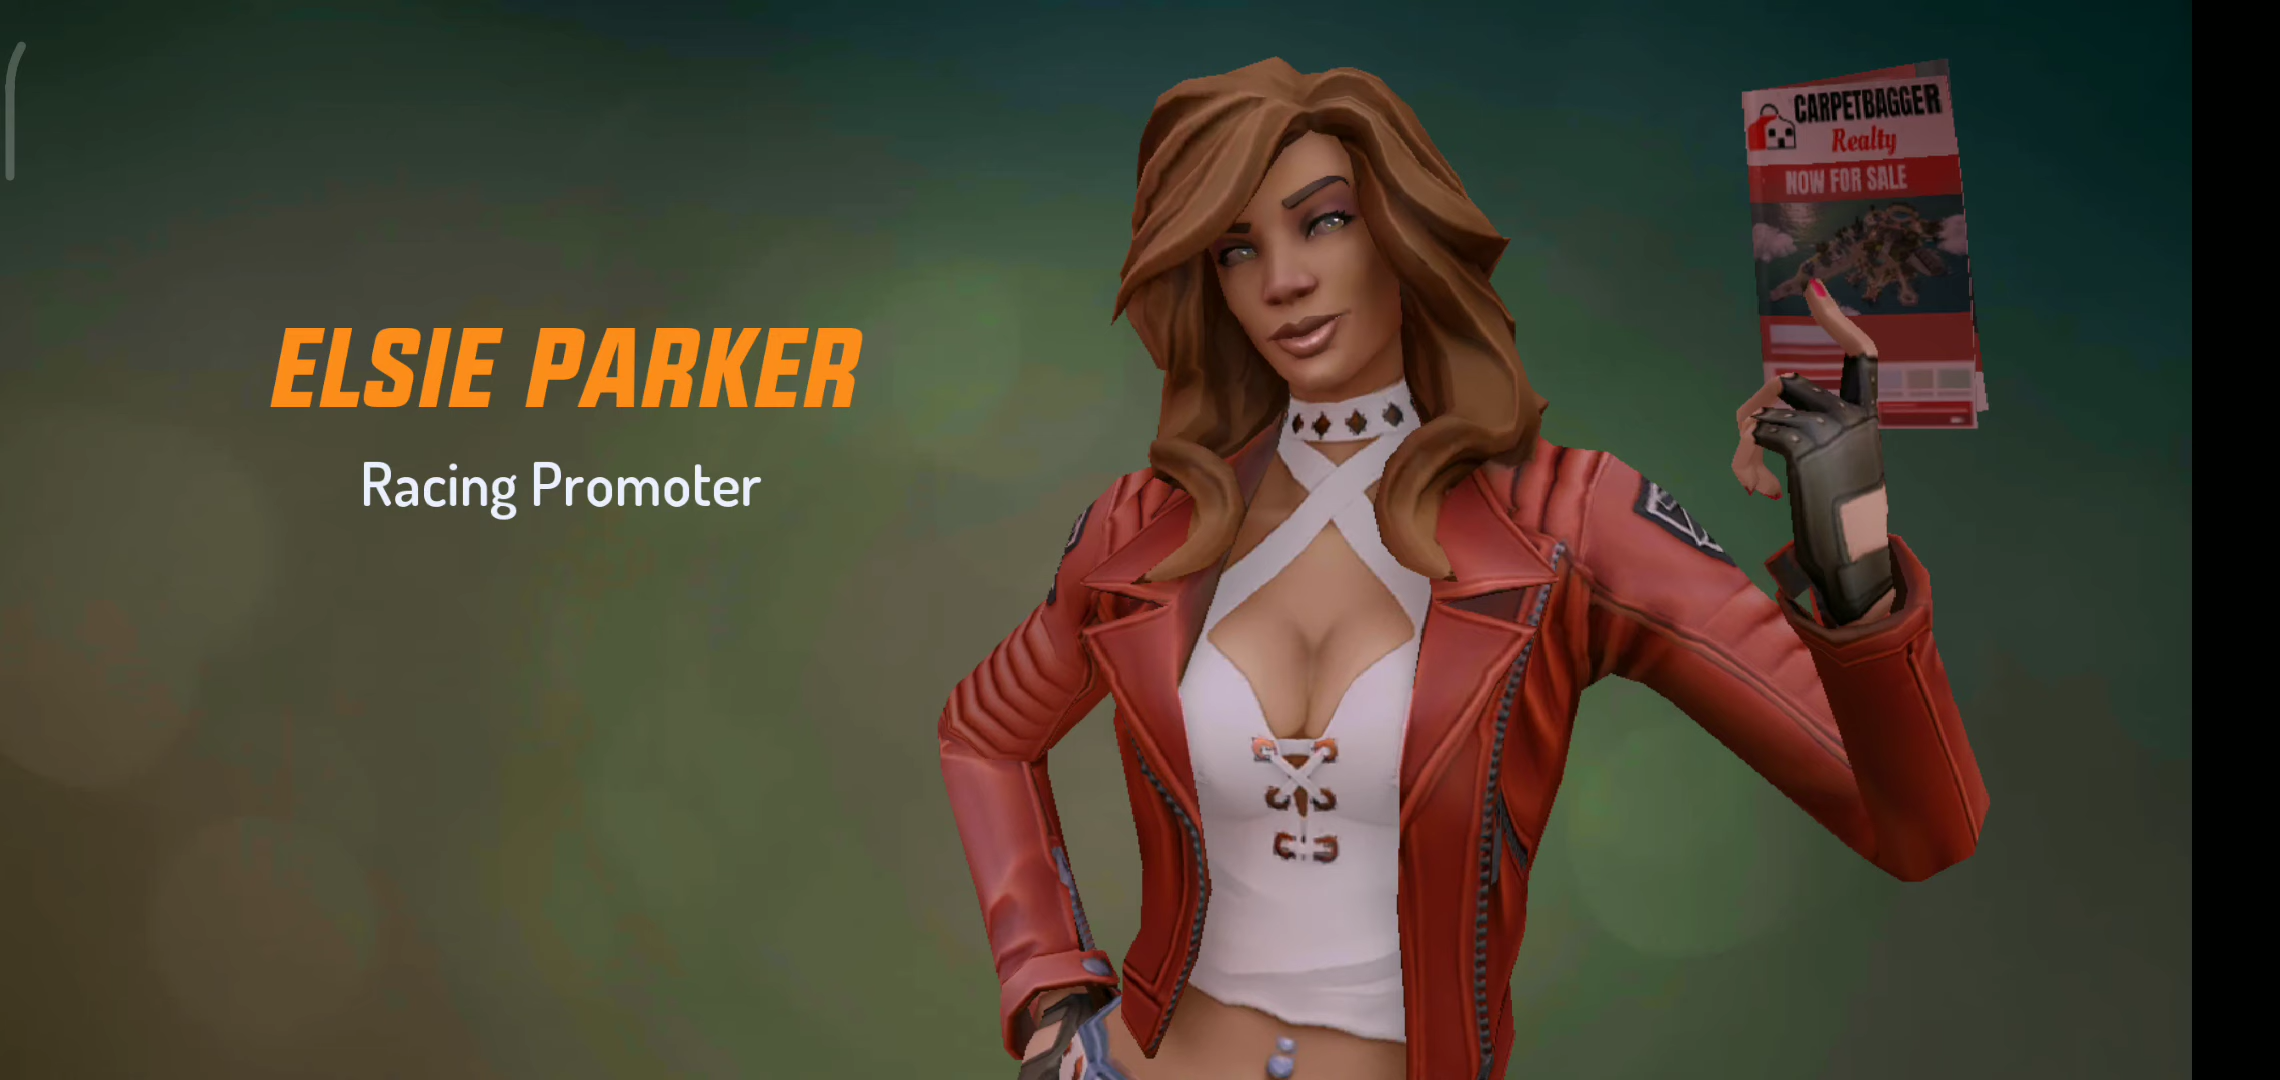 ELSIE PARKER
Racing Promoter
CARPETBAGGER
Realty
NOW FOR SALE